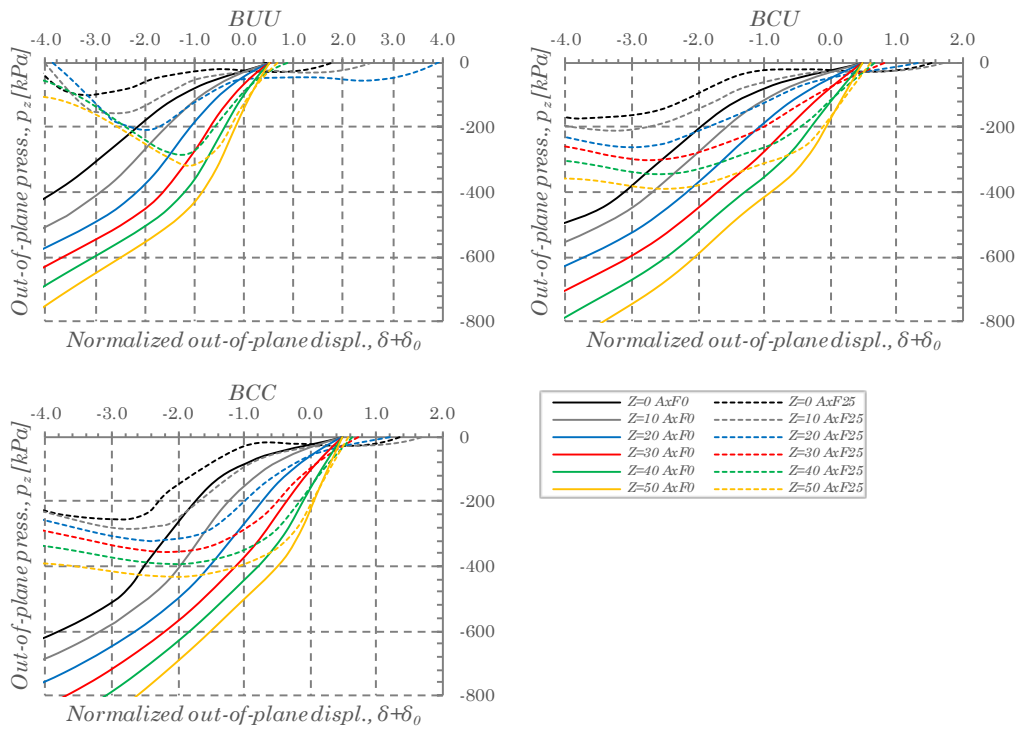 BUU
-4.0 -3.0 -2.0 -1.0 0.0 1.0 2.0 3.0 4.0
Out-of-plane press., p z [kPa]
0
-200
-400
-600
-800
Normalized out-of-plane displ., δ+δ0
BCU
-4.0 -3.0 -2.0 -1.0 0.0 1.0 2.0
Out-of-plane press., p z [kPa]
0
-200
-400
-600
-800
Normalized out-of-plane displ., δ+δ0
BCC
-4.0 -3.0 -2.0 -1.0 0.0 1.0 2.0
Out-of-plane press., p z [kPa]
0
-200
-400
-600
-800
Normalized out-of-plane displ., δ+δ0
Z=0 AxF0 Z=0 AxF25
Z=10 AxF0 Z=10 AxF25
Z=20 AxF0 Z=20 AxF25
Z=30 AxF0 Z=30 AxF25
Z=40 AxF0 Z=40 AxF25
Z=50 AxF0 Z=50 AxF25